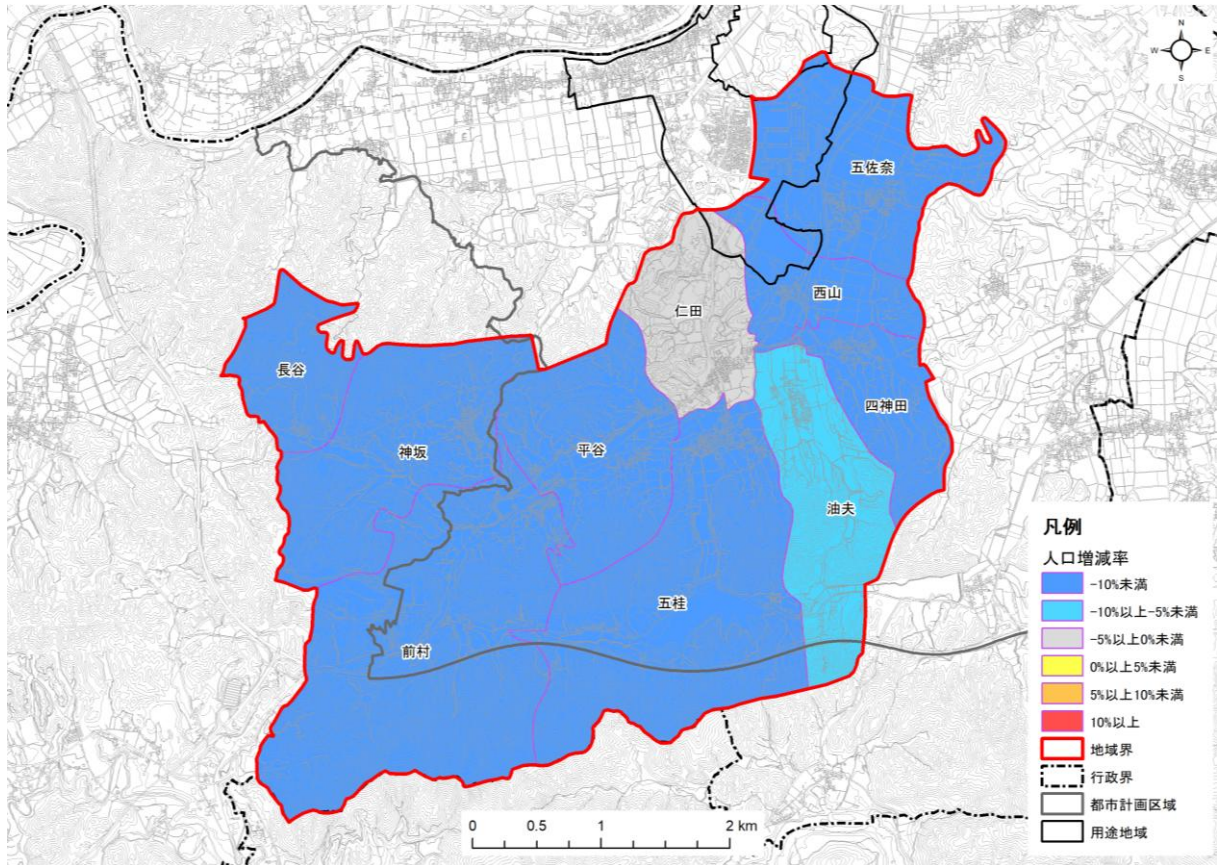 N
W E
S
五佐奈
西山
仁田
長谷
四神田
神坂
平谷
油夫
五桂
前村
凡例
人口増減率
-10%未満
-10%以上-5%未満
-5%以上0%未満
0%以上5%未満
5%以上10%未満
10%以上
地域界
行政界
都市計画区域
用途地域
0 0.5 1 2 km